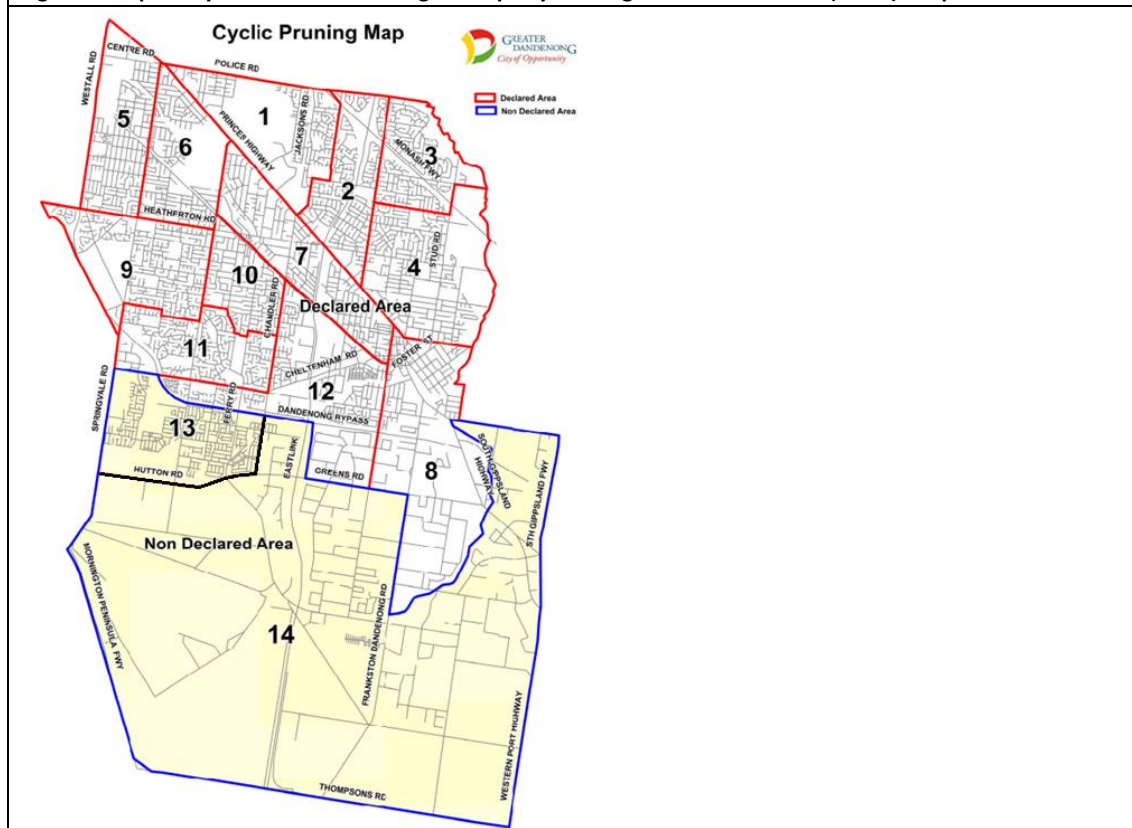 Cyclic Pruning Map
GREATER
DANDENONG
City of Opportunity
Declared Area
Non Declared Area
WESTALL RD
CENTRE RD
POLICE RD
1
5
6
PRINCES HIGHWAY
JACKSONS RD
2
3
MONASH FWY
HEATHERTON RD
STUD RD
9
10
7
4
CHANDLER RD
Declared Area
11
CHELTENHAM RD
FOSTER ST
12
SPRINGVALE RD
PERRY RD
DANDENONG BYPASS
13
EASTLINK
HUTTON RD
GREENS RD
8
SOUTH GIPPSLAND
HIGHWAY
STH GIPPSLAND FWY
Non Declared Area
MORNINGTON PENINSULA FWY
14
FRANKSTON DANDENONG RD
WESTERN PORT HIGHWAY
THOMPSONS RD